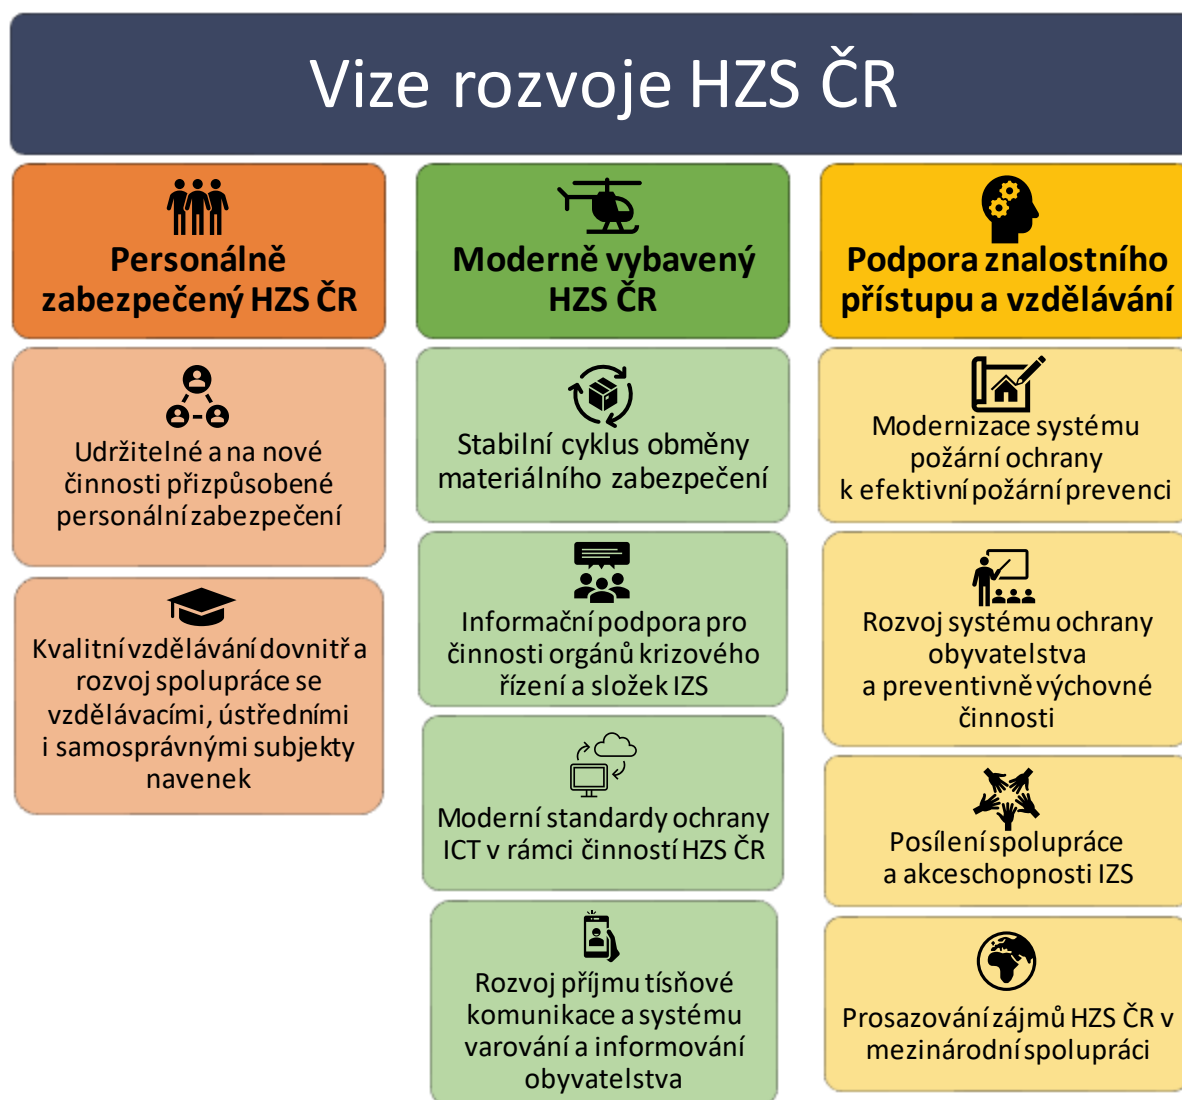 Vize rozvoje HZS ČR
Personálně
zabezpečený HZS ČR
Udržitelné a na nové
činnosti přizpůsobené
personální zabezpečení
Kvalitní vzdělávání dovnitř a
rozvoj spolupráce se
vzdělávacími, ústředními
i samosprávnými subjekty
navenek
Moderně vybavený
HZS ČR
Stabilní cyklus obměny
materiálního zabezpečení
Informační podpora pro
činnosti orgánů krizového
řízení a složek IZS
Moderní standardy ochrany
ICT v rámci činností HZS ČR
Rozvoj příjmu tísňové
komunikace a systému
varování a informování
obyvatelstva
Podpora znalostního
přístupu a vzdělávání
Modernizace systému
požární ochrany
k efektivní požární prevenci
Rozvoj systému ochrany
obyvatelstva
a preventivně výchovné
činnosti
Posílení spolupráce
a akceschopnosti IZS
Prosazování zájmů HZS ČR v
mezinárodní spolupráci